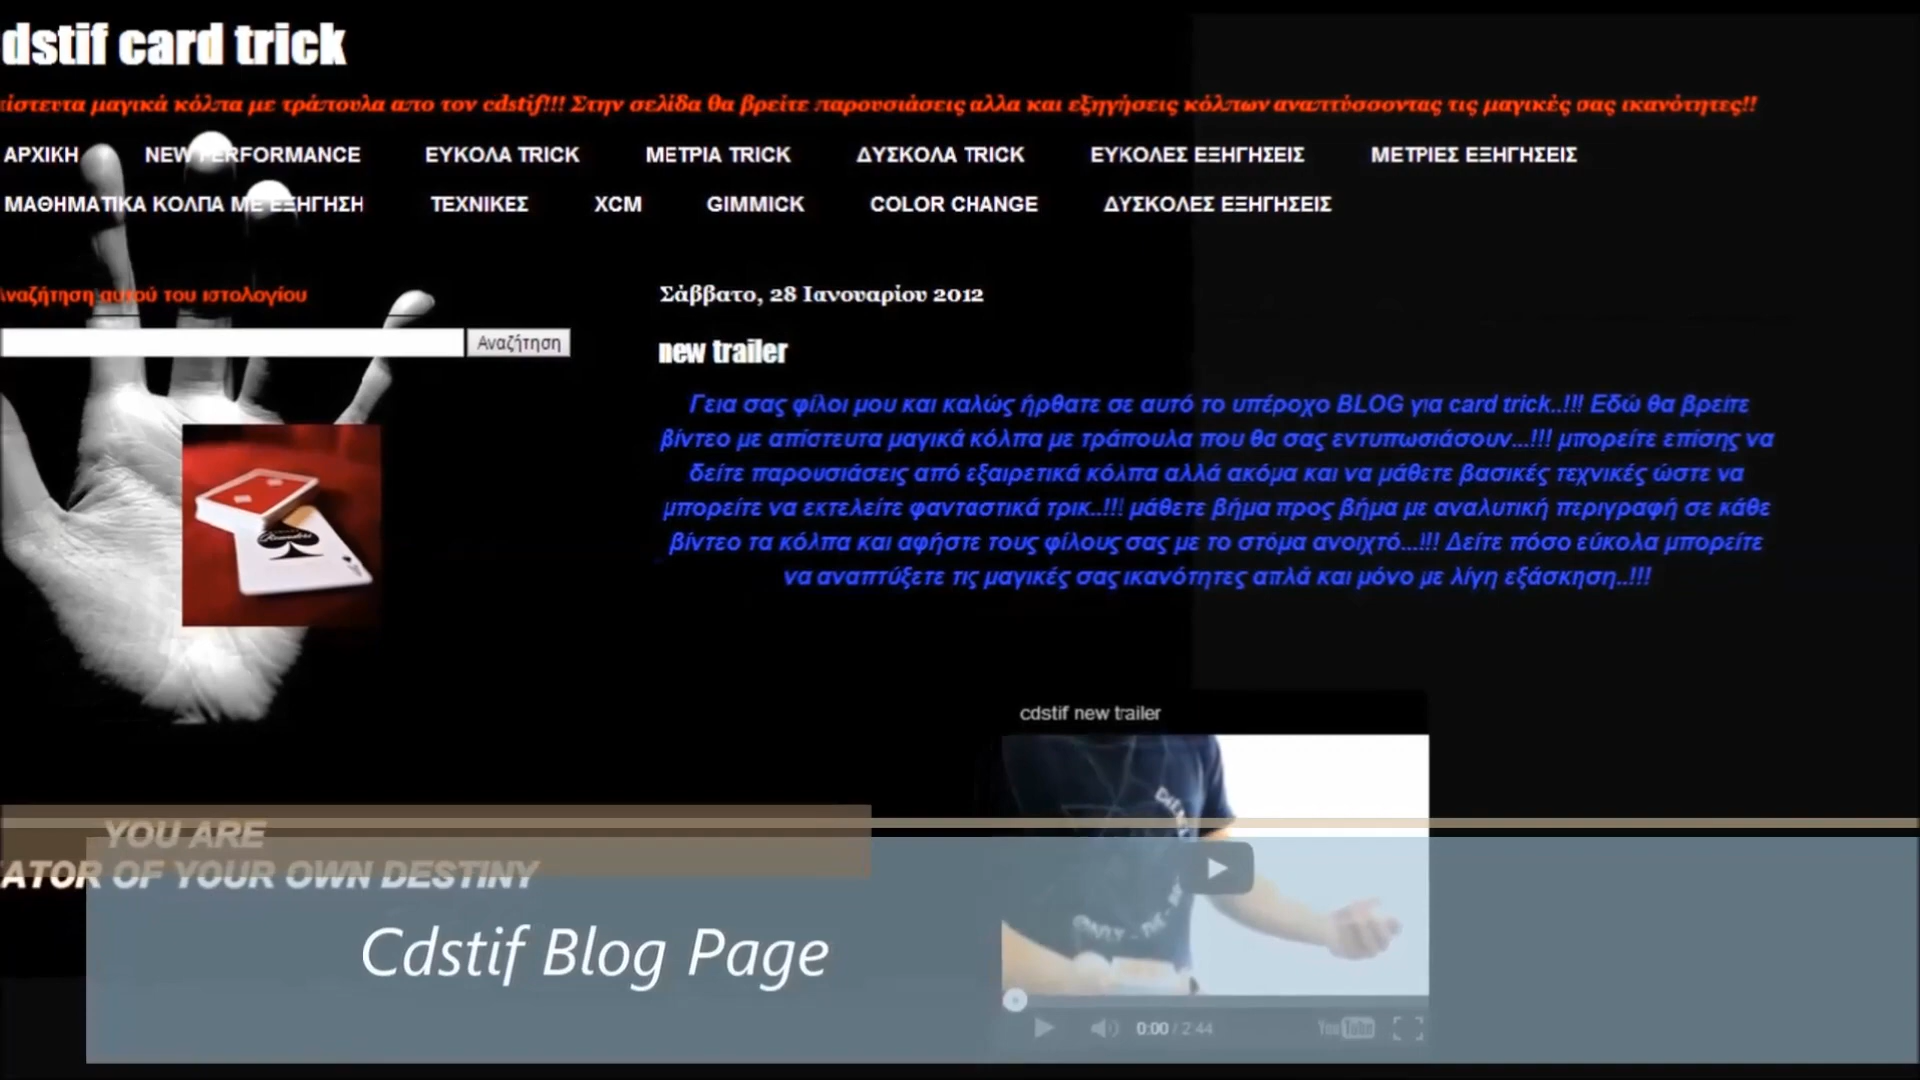 dstif card trick
πίστευτα μαγικά κόλπα με τράπουλα απο τον cdstif!!! Στην σελίδα θα βρείτε παρουσιάσεις αλλα και εξηγήσεις κόλπων αναπτύσσοντας τις μαγικές σας ικανότητες!!
ΑΡΧΙΚΗ NEW PERFORMANCE ΕΥΚΟΛΑ TRICK ΜΕΤΡΙΑ TRICK ΔΥΣΚΟΛΑ TRICK ΕΥΚΟΛΕΣ ΕΞΗΓΗΣΕΙΣ ΜΕΤΡΙΕΣ ΕΞΗΓΗΣΕΙΣ
ΜΑΘΗΜΑΤΙΚΑ ΚΟΛΠΑ ΜΕ ΕΞΗΓΗΣΗ ΤΕΧΝΙΚΕΣ XCM GIMMICK COLOR CHANGE ΔΥΣΚΟΛΕΣ ΕΞΗΓΗΣΕΙΣ
Αναζήτηση αυτού του ιστολογίου
Αναζήτηση
Σάββατο, 28 Ιανουαρίου 2012
new trailer
Γεια σας φίλοι μου και καλώς ήρθατε σε αυτό το υπέροχο BLOG για card trick..!!! Εδώ θα βρείτε
βίντεο με απίστευτα μαγικά κόλπα με τράπουλα που θα σας εντυπωσιάσουν...!!! μπορείτε επίσης να
δείτε παρουσιάσεις από εξαιρετικά κόλπα αλλά ακόμα και να μάθετε βασικές τεχνικές ώστε να
μπορείτε να εκτελείτε φανταστικά τρικ..!!! μάθετε βήμα προς βήμα με αναλυτική περιγραφή σε κάθε
βίντεο τα κόλπα και αφήστε τους φίλους σας με το στόμα ανοιχτό...!!! Δείτε πόσο εύκολα μπορείτε
να αναπτύξετε τις μαγικές σας ικανότητες απλά και μόνο με λίγη εξάσκηση..!!!
cdstif new trailer
YOU ARE
ATOR OF YOUR OWN DESTINY
Cdstif Blog Page
0:00 / 2:44
YouTube